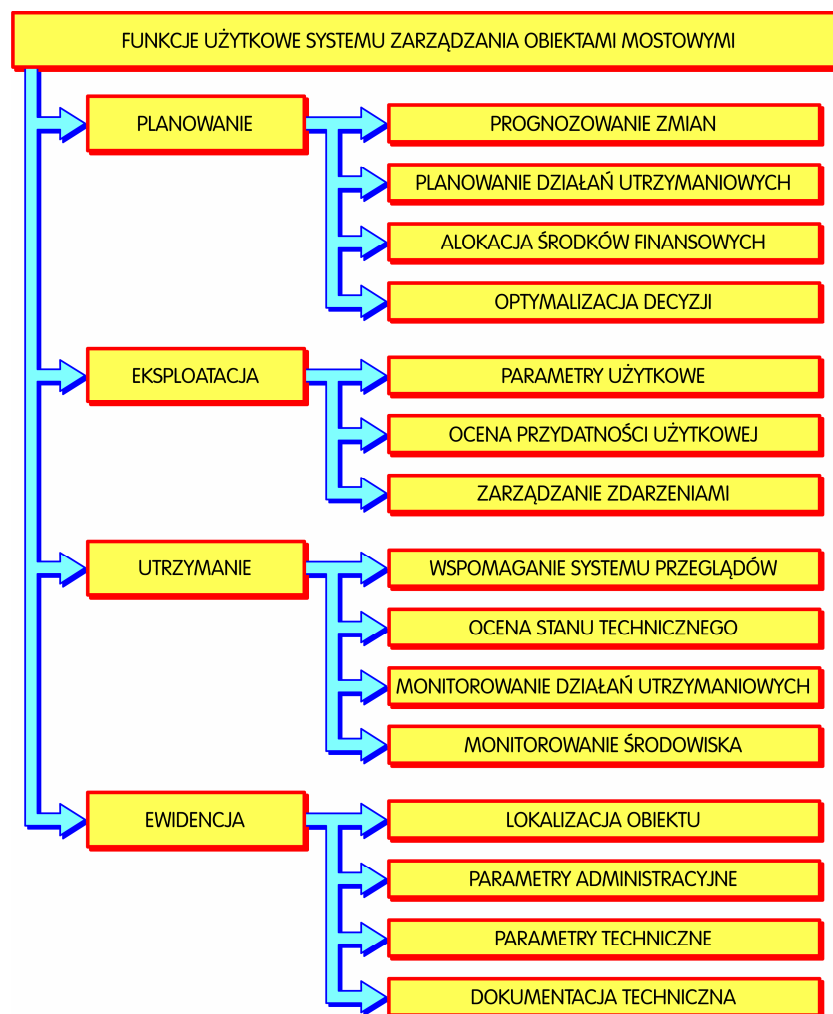 FUNKCJE UŻYTKOWE SYSTEMU ZARZĄDZANIA OBIEKTAMI MOSTOWYMI
PLANOWANIE
PROGNOZOWANIE ZMIAN
PLANOWANIE DZIAŁAŃ UTRZYMANIOWYCH
ALOKACJA ŚRODKÓW FINANSOWYCH
OPTYMALIZACJA DECYZJI
EKSPLOATACJA
PARAMETRY UŻYTKOWE
OCENA PRZYDATNOŚCI UŻYTKOWEJ
ZARZĄDZANIE ZDARZENIAMI
UTRZYMANIE
WSPOMAGANIE SYSTEMU PRZEGLĄDÓW
OCENA STANU TECHNICZNEGO
MONITOROWANIE DZIAŁAŃ UTRZYMANIOWYCH
MONITOROWANIE ŚRODOWISKA
EWIDENCJA
LOKALIZACJA OBIEKTU
PARAMETRY ADMINISTRACYJNE
PARAMETRY TECHNICZNE
DOKUMENTACJA TECHNICZNA